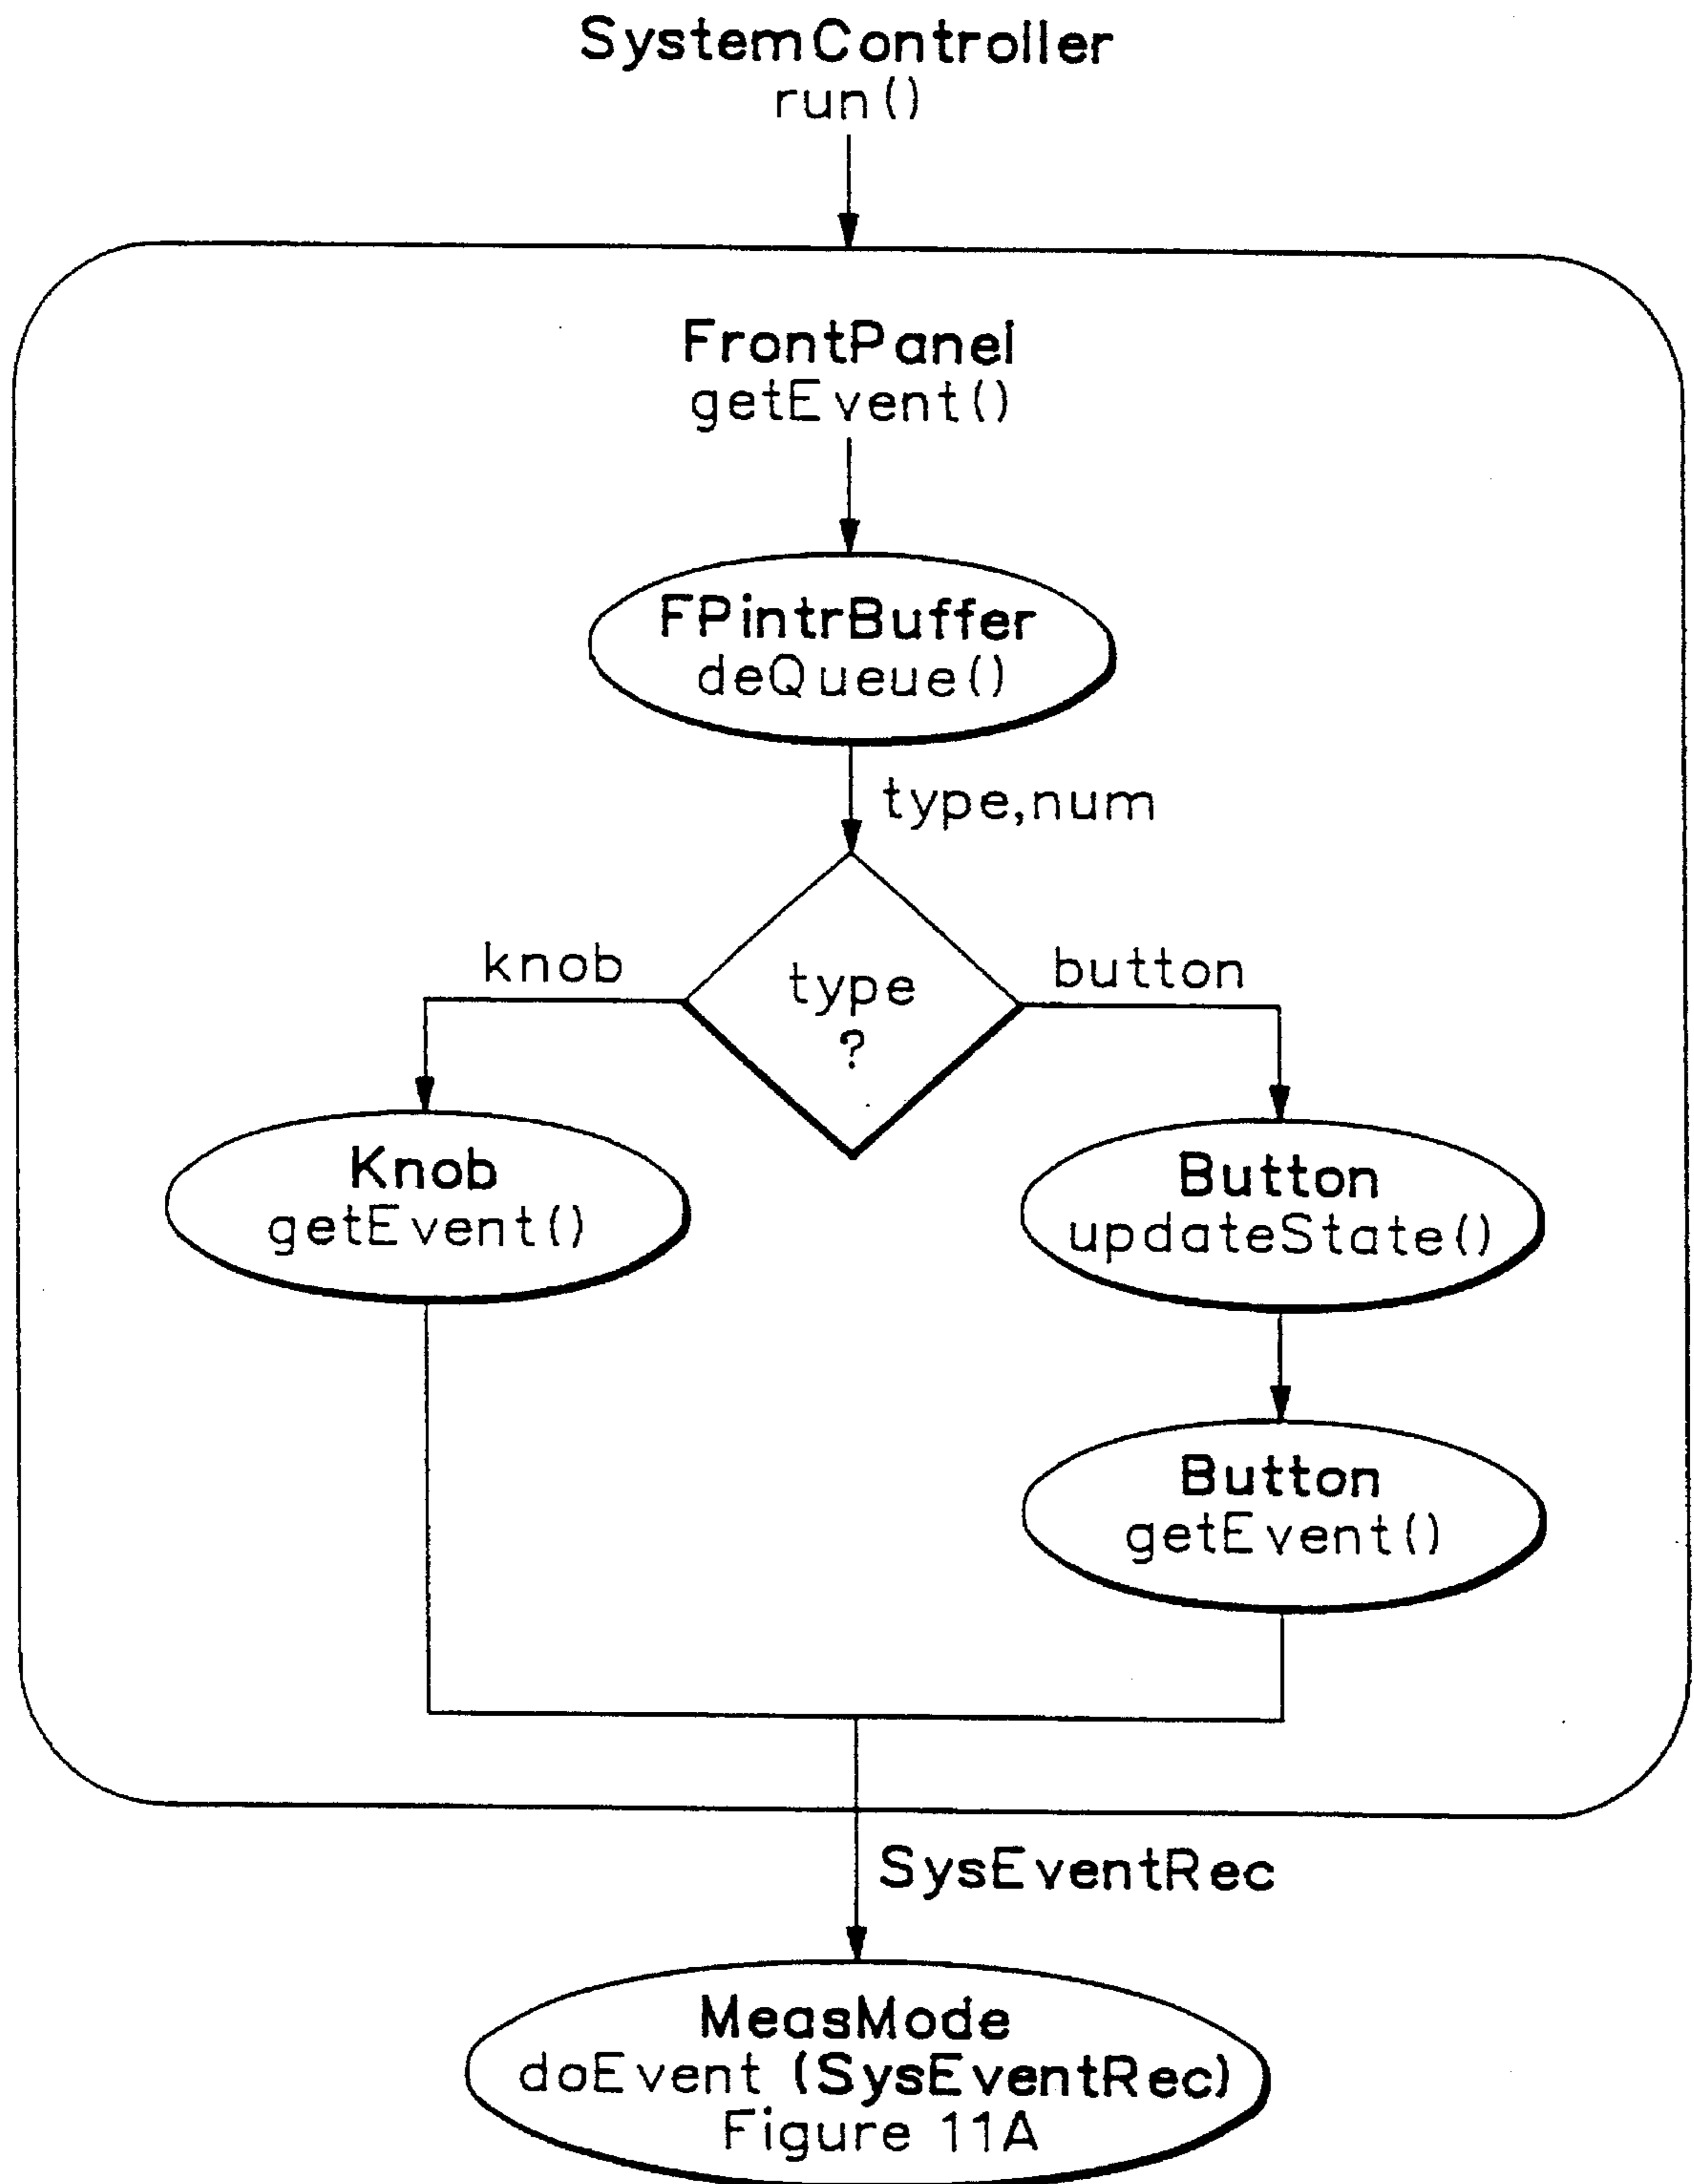 SystemController
run()
FrontPanel
getEvent()
FPintrBuffer
deQueue()
type,num
knob
type
?
button
Knob
getEvent()
Button
updateState()
Button
getEvent()
SysEventRec
MeasMode
doEvent (SysEventRec)
Figure 11A